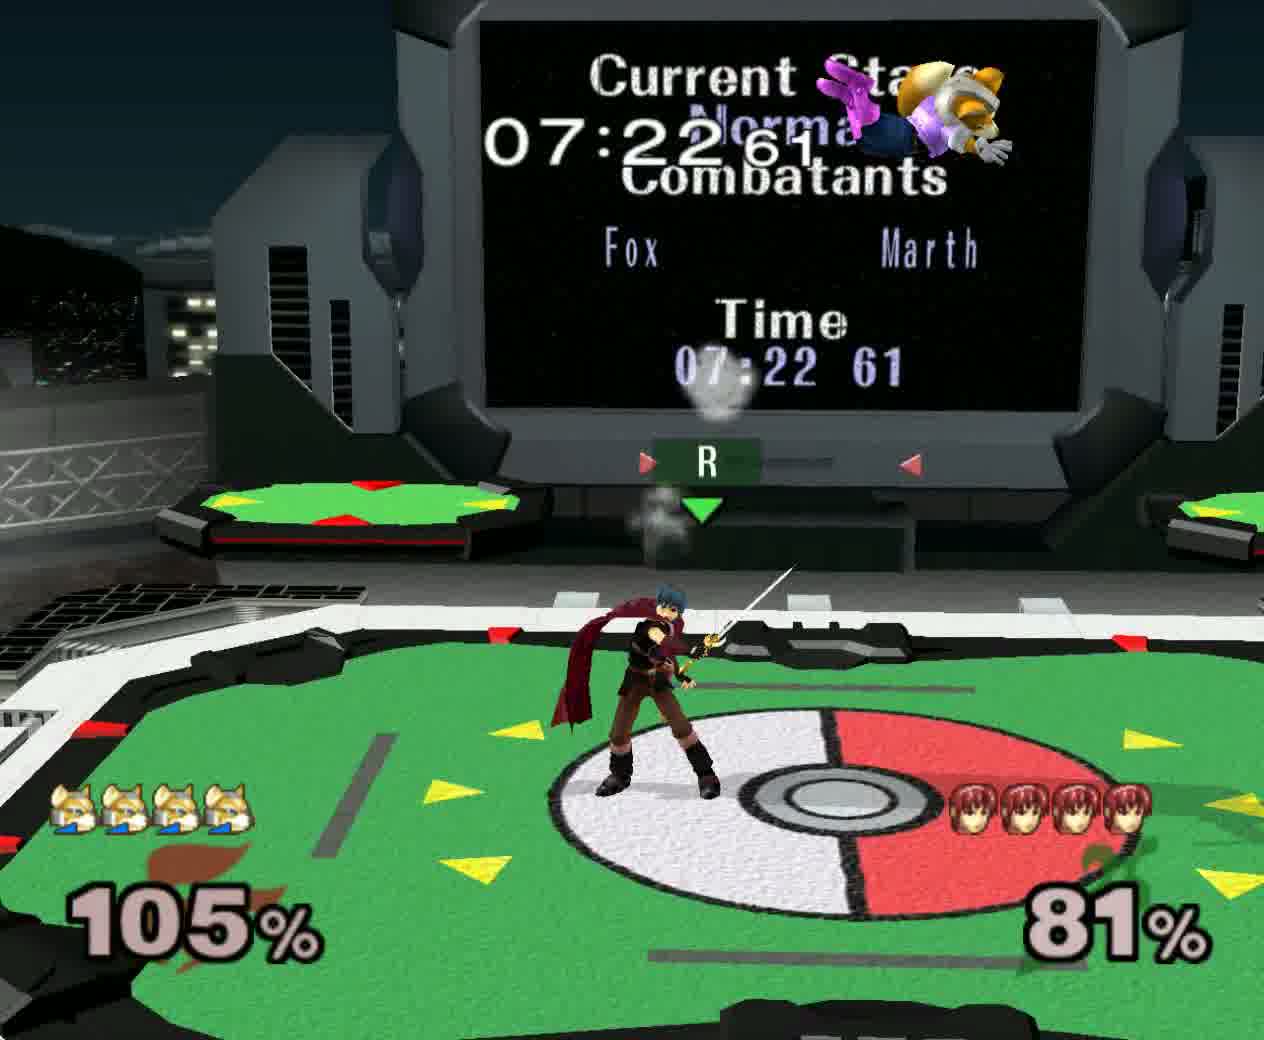 Current Sta
07:22 61
Norma
Combatants
Fox Marth
Time
07:22 61
R
105%
81%